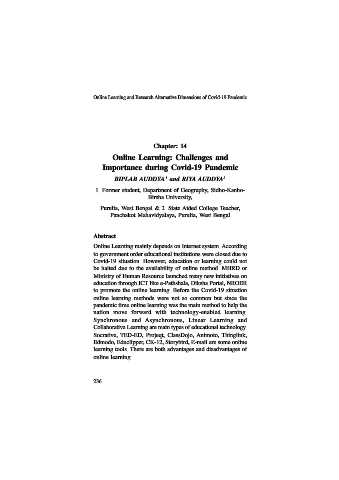 Online Learning and Research Alternative Dimensions of Covid-19 Pandemic
Chapter: 14
Online Learning: Challenges and
Importance during Covid-19 Pandemic
BIPLAB AUDDYA¹ and RIYA AUDDYA²
1 Former student, Department of Geography, Sidho-Kanho-
Birsha University,
Purulia, West Bengal & 2 State Aided College Teacher,
Panchakot Mahavidyalaya, Purulia, West Bengal
Abstract
Online Learning mainly depends on Internet system According
to government order educational institutions were closed due to
Covid-19 situation However, education or learning could not
be halted due to the availability of online method MHRD or
Ministry of Human Resource launched many new initiatives on
education through ICT like e-Pathshala, Diksha Portal, NROER
to promote the online learning Before the Covid-19 situation
online learning methods were not so common but since the
pandemic time online learning was the main method to help the
nation move forward with technology-enabled learning
Synchronous and Asynchronous, Linear Learning and
Collaborative Learning are main types of educational technology
Socrative, TED-ED, Project, ClassDojo, Animoto, Thinglink,
Edmodo, Educlipper, CK-12, Storybird, E-mail are some online
learning tools There are both advantages and disadvantages of
online learning
236